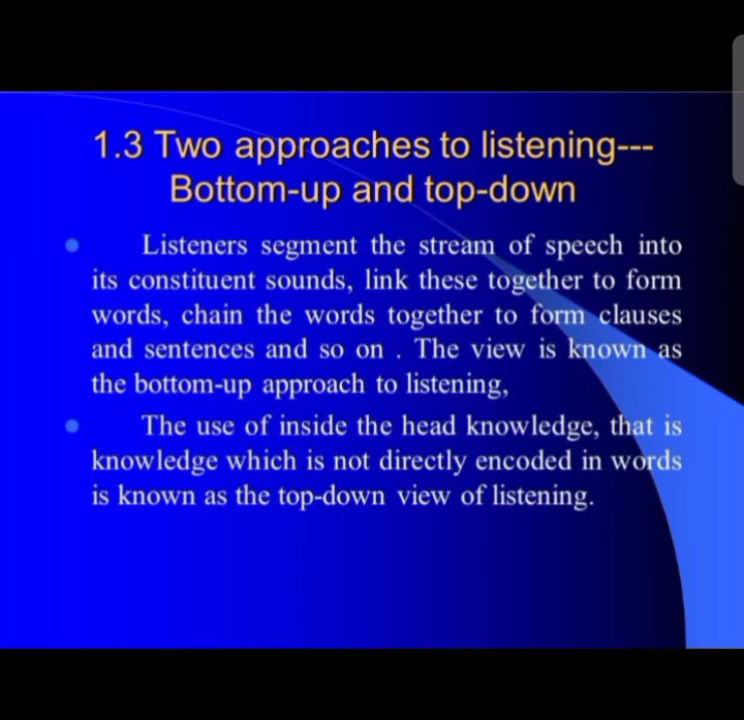 1.3 Two approaches to listening---
Bottom-up and top-down
Listeners segment the stream of speech into
its constituent sounds, link these together to form
words, chain the words together to form clauses
and sentences and so on . The view is known as
the bottom-up approach to listening,
The use of inside the head knowledge, that is
knowledge which is not directly encoded in words
is known as the top-down view of listening.